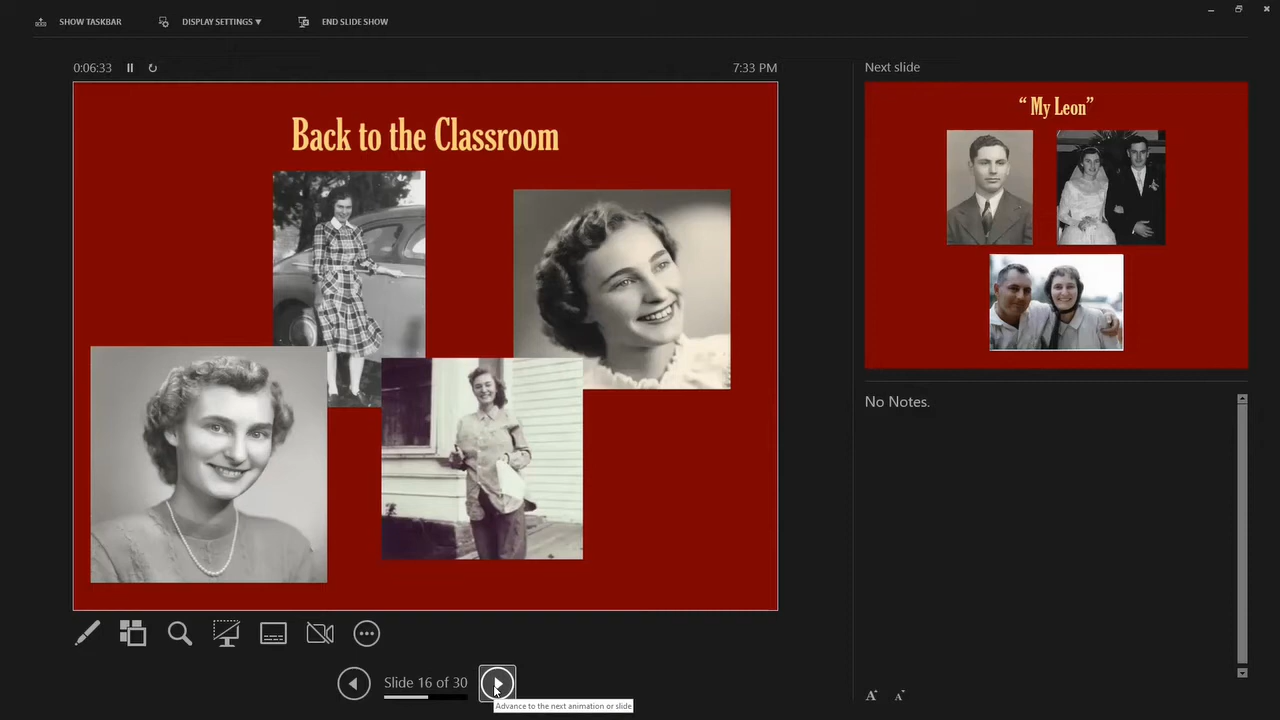 SHOW TASKBAR
DISPLAY SETTINGS ▾
END SLIDE SHOW
0:06:33
7:33 PM
Next slide
Back to the Classroom
“ My Leon”
No Notes.
Slide 16 of 30
Advance to the next animation or slide
A A